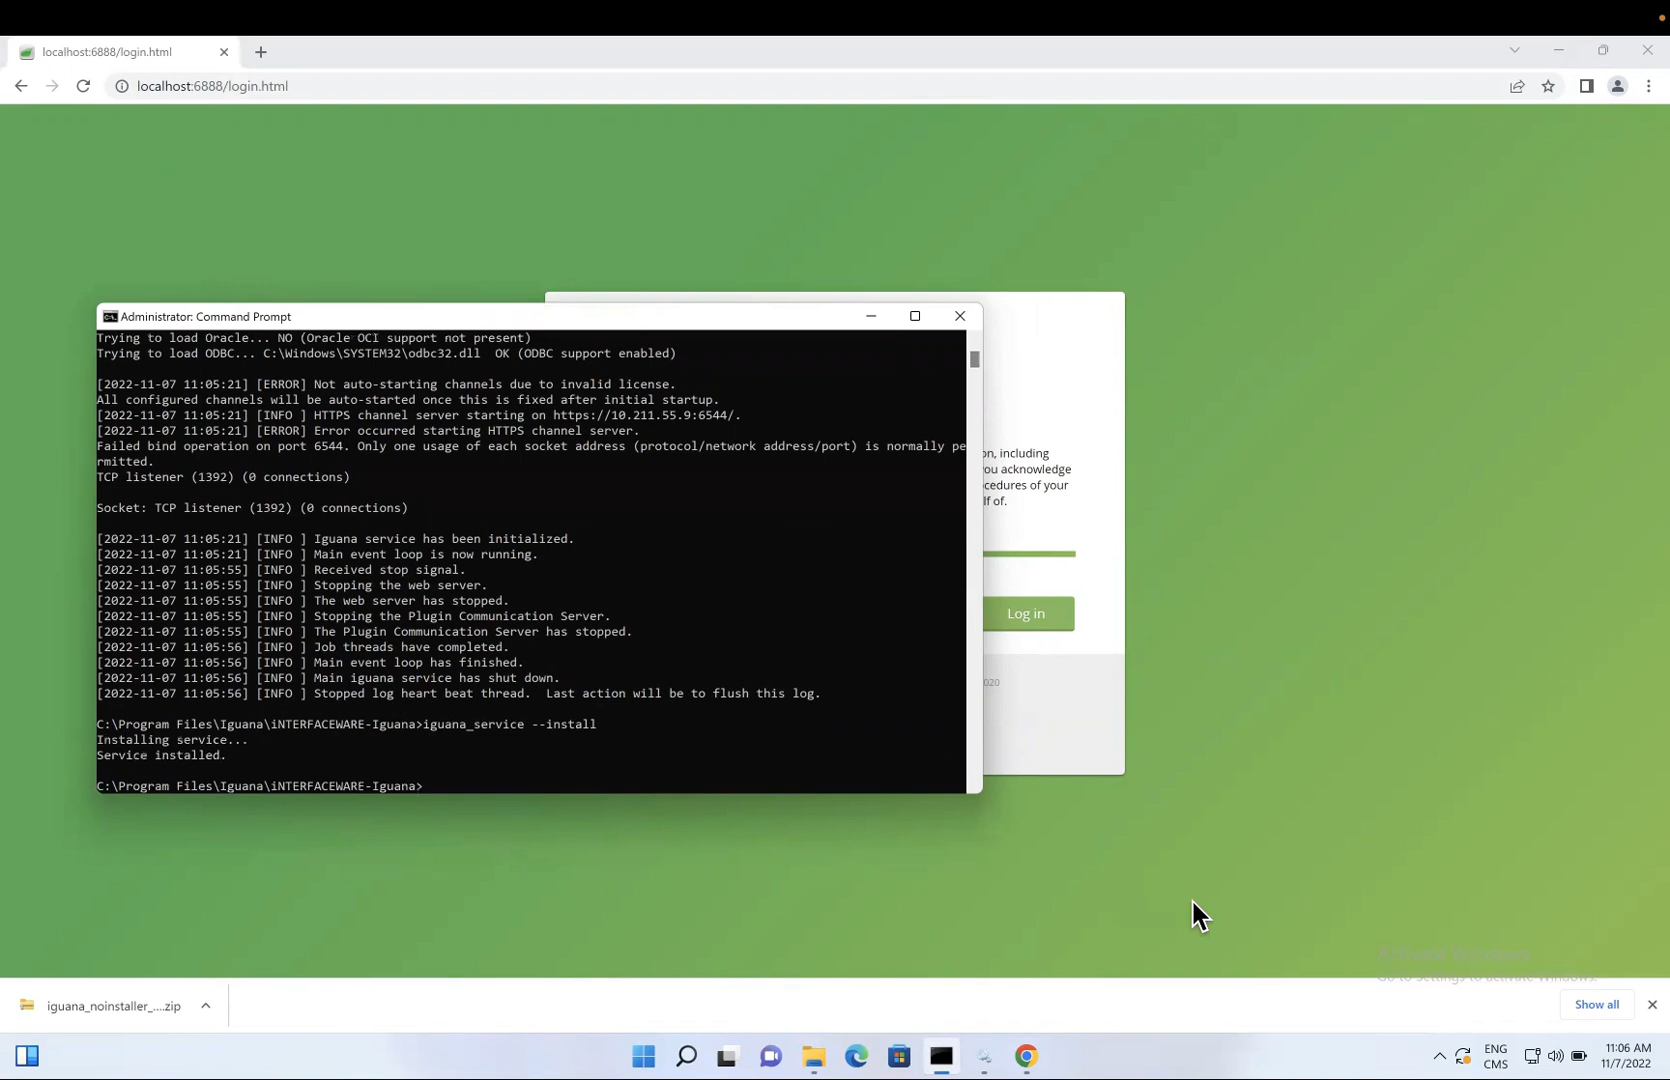 localhost:6888/login.html
localhost:6888/login.html
Administrator: Command Prompt
Trying to load Oracle... NO (Oracle OCI support not present)
Trying to load ODBC... C:\Windows\SYSTEM32\odbc32.dll  OK (ODBC support enabled)
[2022-11-07 11:05:21] [ERROR] Not auto-starting channels due to invalid license.
All configured channels will be auto-started once this is fixed after initial startup.
[2022-11-07 11:05:21] [INFO ] HTTPS channel server starting on https://10.211.55.9:6544/.
[2022-11-07 11:05:21] [ERROR] Error occurred starting HTTPS channel server.
Failed bind operation on port 6544. Only one usage of each socket address (protocol/network address/port) is normally pe
rmitted.
TCP listener (1392) (0 connections)
Socket: TCP listener (1392) (0 connections)
[2022-11-07 11:05:21] [INFO ] Iguana service has been initialized.
[2022-11-07 11:05:21] [INFO ] Main event loop is now running.
[2022-11-07 11:05:55] [INFO ] Received stop signal.
[2022-11-07 11:05:55] [INFO ] Stopping the web server.
[2022-11-07 11:05:55] [INFO ] The web server has stopped.
[2022-11-07 11:05:55] [INFO ] Stopping the Plugin Communication Server.
[2022-11-07 11:05:55] [INFO ] The Plugin Communication Server has stopped.
[2022-11-07 11:05:56] [INFO ] Job threads have completed.
[2022-11-07 11:05:56] [INFO ] Main event loop has finished.
[2022-11-07 11:05:56] [INFO ] Main iguana service has shut down.
[2022-11-07 11:05:56] [INFO ] Stopped log heart beat thread.  Last action will be to flush this log.
C:\Program Files\Iguana\iNTERFACEWARE-Iguana>iguana_service --install
Installing service...
Service installed.
C:\Program Files\Iguana\iNTERFACEWARE-Iguana>
on, including
you acknowledge
cedures of your
lf of.
Log in
2020
Activate Windows
Go to Settings to activate Windows.
iguana_noinstaller_....zip
Show all
ENG
CMS
11:06 AM
11/7/2022